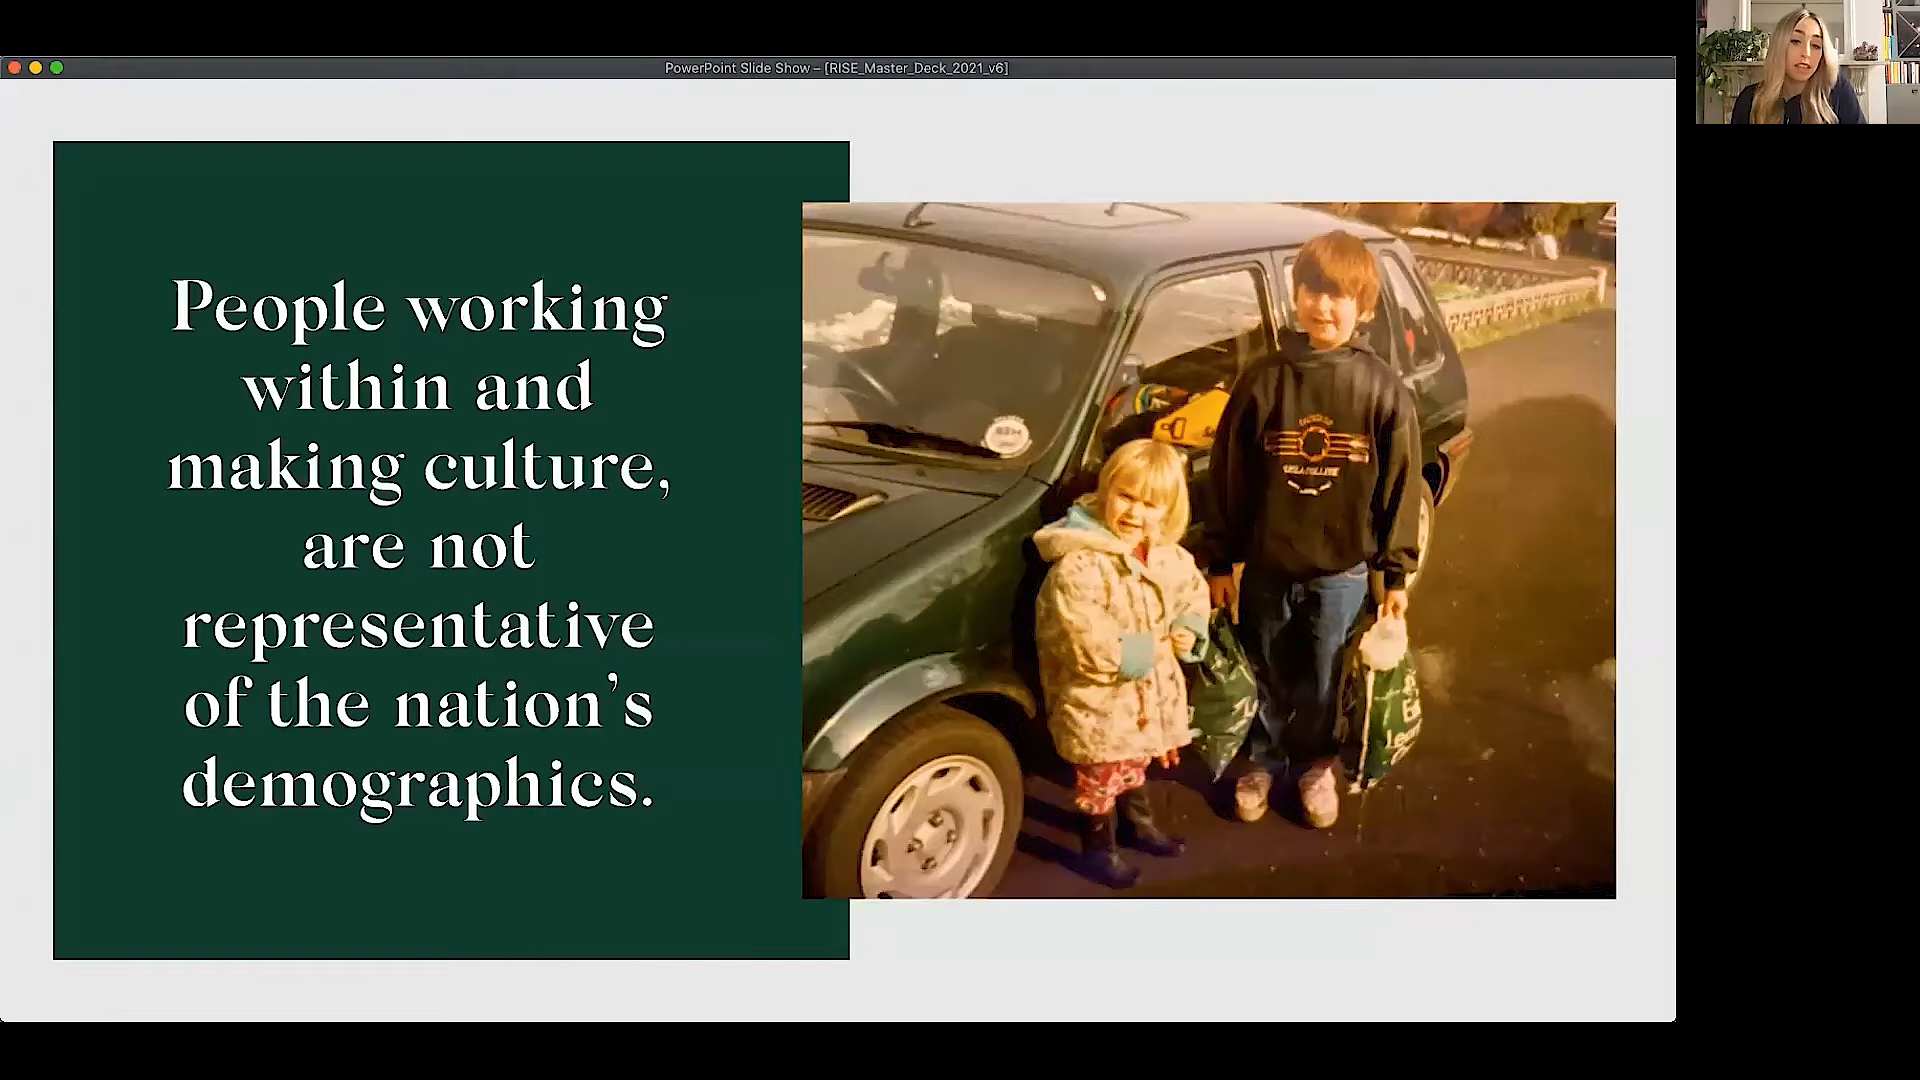 PowerPoint Slide Show – [RISE_Master_Deck_2021_v6]
People working
within and
making culture,
are not
representative
of the nation's
demographics.